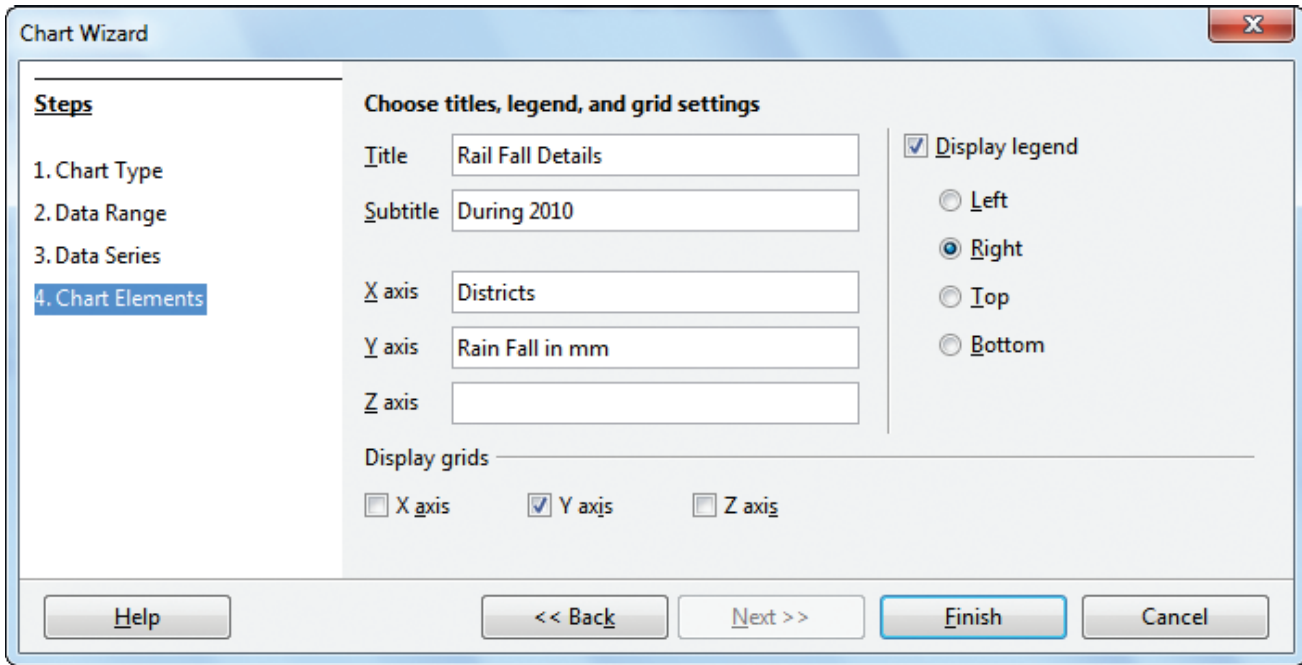 Chart Wizard
Steps
1. Chart Type
2. Data Range
3. Data Series
4. Chart Elements
Choose titles, legend, and grid settings
Title Rail Fall Details
Subtitle During 2010
X axis Districts
Y axis Rain Fall in mm
Z axis
Display legend
Left
Right
Top
Bottom
Display grids
X axis Y axis Z axis
Help << Back Next >> Finish Cancel